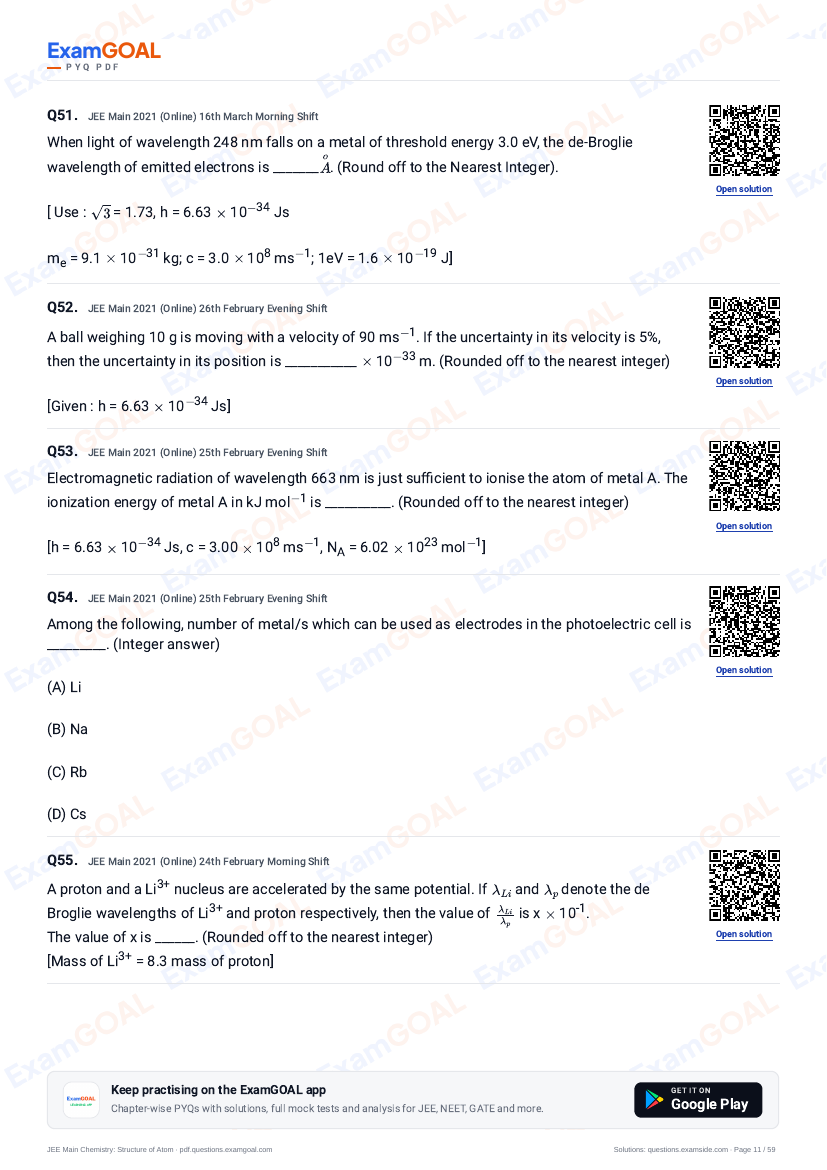 ExamGOAL
PYQ PDF
Q51. JEE Main 2021 (Online) 16th March Morning Shift
When light of wavelength 248 nm falls on a metal of threshold energy 3.0 eV, the de-Broglie
wavelength of emitted electrons is _______ $\overset{o}{A}$. (Round off to the Nearest Integer).
[ Use : √3 = 1.73, h = 6.63 × 10⁻³⁴ Js
mₑ = 9.1 × 10⁻³¹ kg; c = 3.0 × 10⁸ ms⁻¹; 1eV = 1.6 × 10⁻¹⁹ J]
Open solution
Q52. JEE Main 2021 (Online) 26th February Evening Shift
A ball weighing 10 g is moving with a velocity of 90 ms⁻¹. If the uncertainty in its velocity is 5%,
then the uncertainty in its position is ___________ × 10⁻³³ m. (Rounded off to the nearest integer)
[Given : h = 6.63 × 10⁻³⁴ Js]
Open solution
Q53. JEE Main 2021 (Online) 25th February Evening Shift
Electromagnetic radiation of wavelength 663 nm is just sufficient to ionise the atom of metal A. The
ionization energy of metal A in kJ mol⁻¹ is __________. (Rounded off to the nearest integer)
[h = 6.63 × 10⁻³⁴ Js, c = 3.00 × 10⁸ ms⁻¹, N_A = 6.02 × 10²³ mol⁻¹]
Open solution
Q54. JEE Main 2021 (Online) 25th February Evening Shift
Among the following, number of metal/s which can be used as electrodes in the photoelectric cell is
_________. (Integer answer)
(A) Li
(B) Na
(C) Rb
(D) Cs
Open solution
Q55. JEE Main 2021 (Online) 24th February Morning Shift
A proton and a Li³⁺ nucleus are accelerated by the same potential. If $\lambda_{Li}$ and $\lambda_p$ denote the de
Broglie wavelengths of Li³⁺ and proton respectively, then the value of $\frac{\lambda_{Li}}{\lambda_p}$ is x × 10⁻¹.
The value of x is ______. (Rounded off to the nearest integer)
[Mass of Li³⁺ = 8.3 mass of proton]
Open solution
Keep practising on the ExamGOAL app
Chapter-wise PYQs with solutions, full mock tests and analysis for JEE, NEET, GATE and more.
GET IT ON
Google Play
JEE Main Chemistry: Structure of Atom · pdf.questions.examgoal.com
Solutions: questions.examside.com · Page 11 / 59